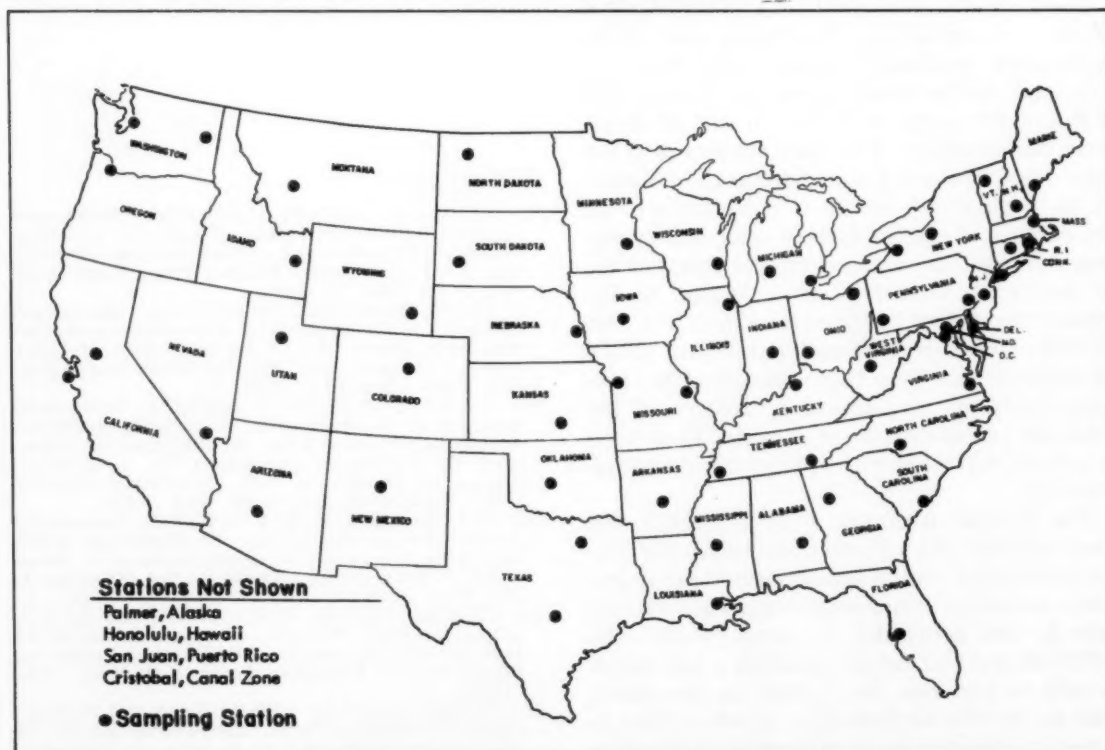 WASHINGTON
OREGON
IDAHO
MONTANA
NORTH DAKOTA
SOUTH DAKOTA
MINNESOTA
WISCONSIN
MICHIGAN
NEW YORK
VT.
N.H.
MAINE
MASS.
R.I.
CONN.
N.J.
PENNSYLVANIA
WYOMING
NEBRASKA
IOWA
ILLINOIS
INDIANA
OHIO
WEST
VIRGINIA
DEL.
MD.
D.C.
VIRGINIA
NEVADA
UTAH
COLORADO
KANSAS
MISSOURI
KENTUCKY
CALIFORNIA
ARIZONA
NEW MEXICO
OKLAHOMA
ARKANSAS
TENNESSEE
NORTH CAROLINA
SOUTH
CAROLINA
MISSISSIPPI
ALABAMA
GEORGIA
TEXAS
LOUISIANA
FLORIDA
Stations Not Shown
Palmer, Alaska
Honolulu, Hawaii
San Juan, Puerto Rico
Cristobal, Canal Zone
Sampling Station